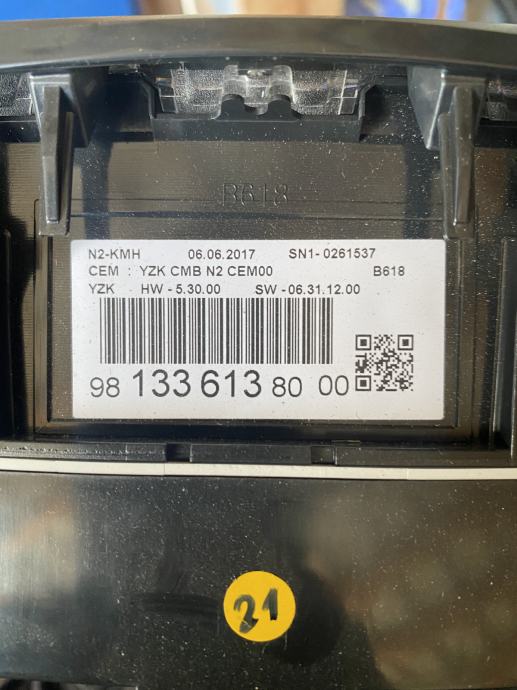 B618
N2-KMH 06.06.2017 SN1- 0261537
CEM : YZK CMB N2 CEM00 B618
YZK HW - 5.30.00 SW - 06.31.12.00
98 133 613 80 00
21